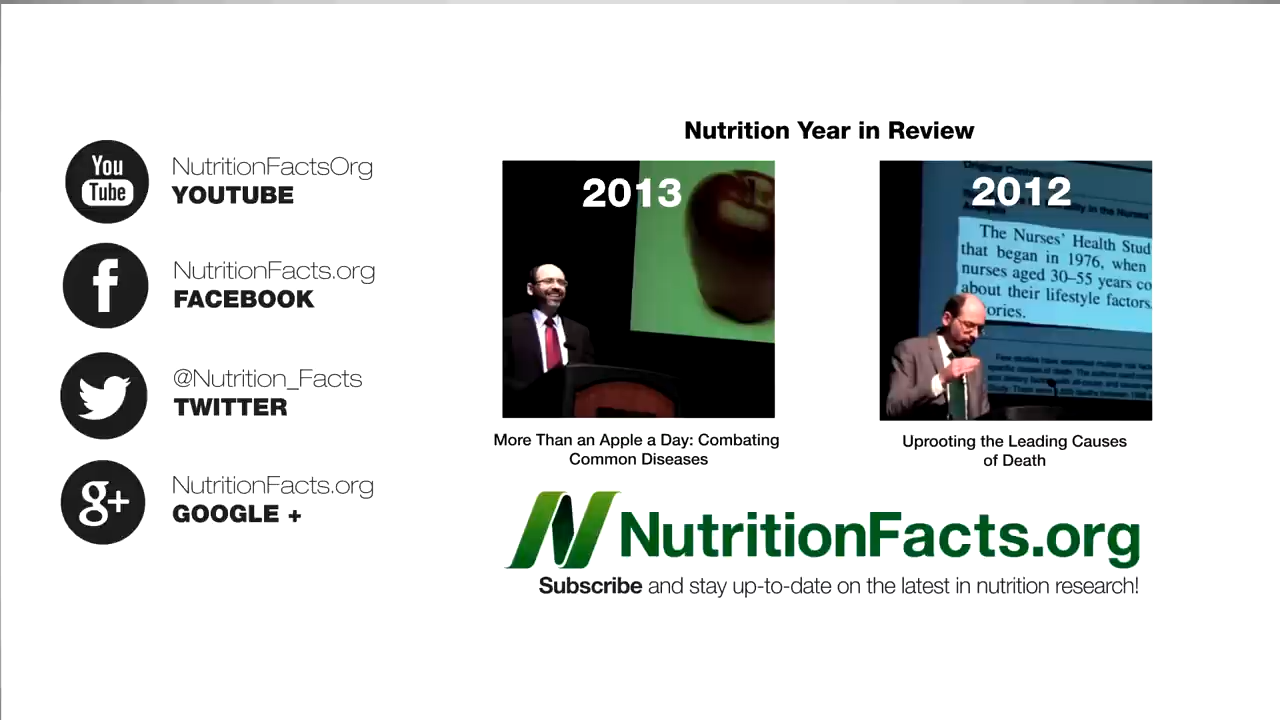 You
Tube
NutritionFactsOrg
YOUTUBE
f
NutritionFacts.org
FACEBOOK
@Nutrition_Facts
TWITTER
g+
NutritionFacts.org
GOOGLE +
Nutrition Year in Review
2013
2012
The Nurses' Health Stud
that began in 1976, when
nurses aged 30–55 years co
about their lifestyle factors
ories.
More Than an Apple a Day: Combating
Common Diseases
Uprooting the Leading Causes
of Death
NutritionFacts.org
Subscribe and stay up-to-date on the latest in nutrition research!